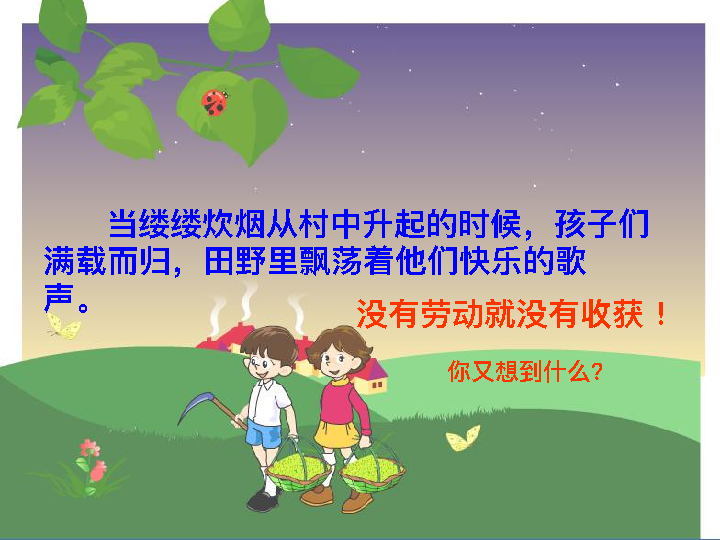 当缕缕炊烟从村中升起的时候，孩子们
满载而归，田野里飘荡着他们快乐的歌
声。
没有劳动就没有收获！
你又想到什么?